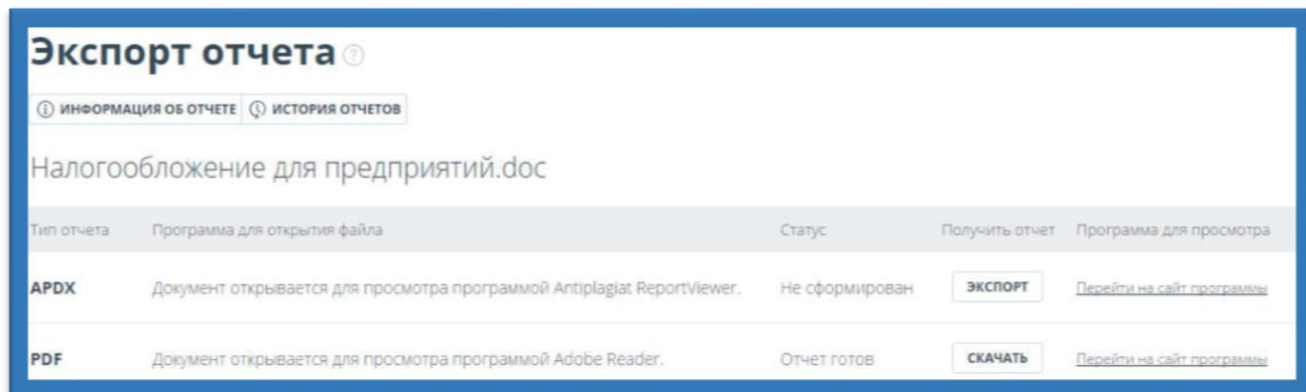 Экспорт отчета
ИНФОРМАЦИЯ ОБ ОТЧЕТЕ ИСТОРИЯ ОТЧЕТОВ
Налогообложение для предприятий.doc
Тип отчета Программа для открытия файла Статус Получить отчет Программа для просмотра
APDX Документ открывается для просмотра программой Antiplagiat ReportViewer. Не сформирован ЭКСПОРТ Перейти на сайт программы
PDF Документ открывается для просмотра программой Adobe Reader. Отчет готов СКАЧАТЬ Перейти на сайт программы